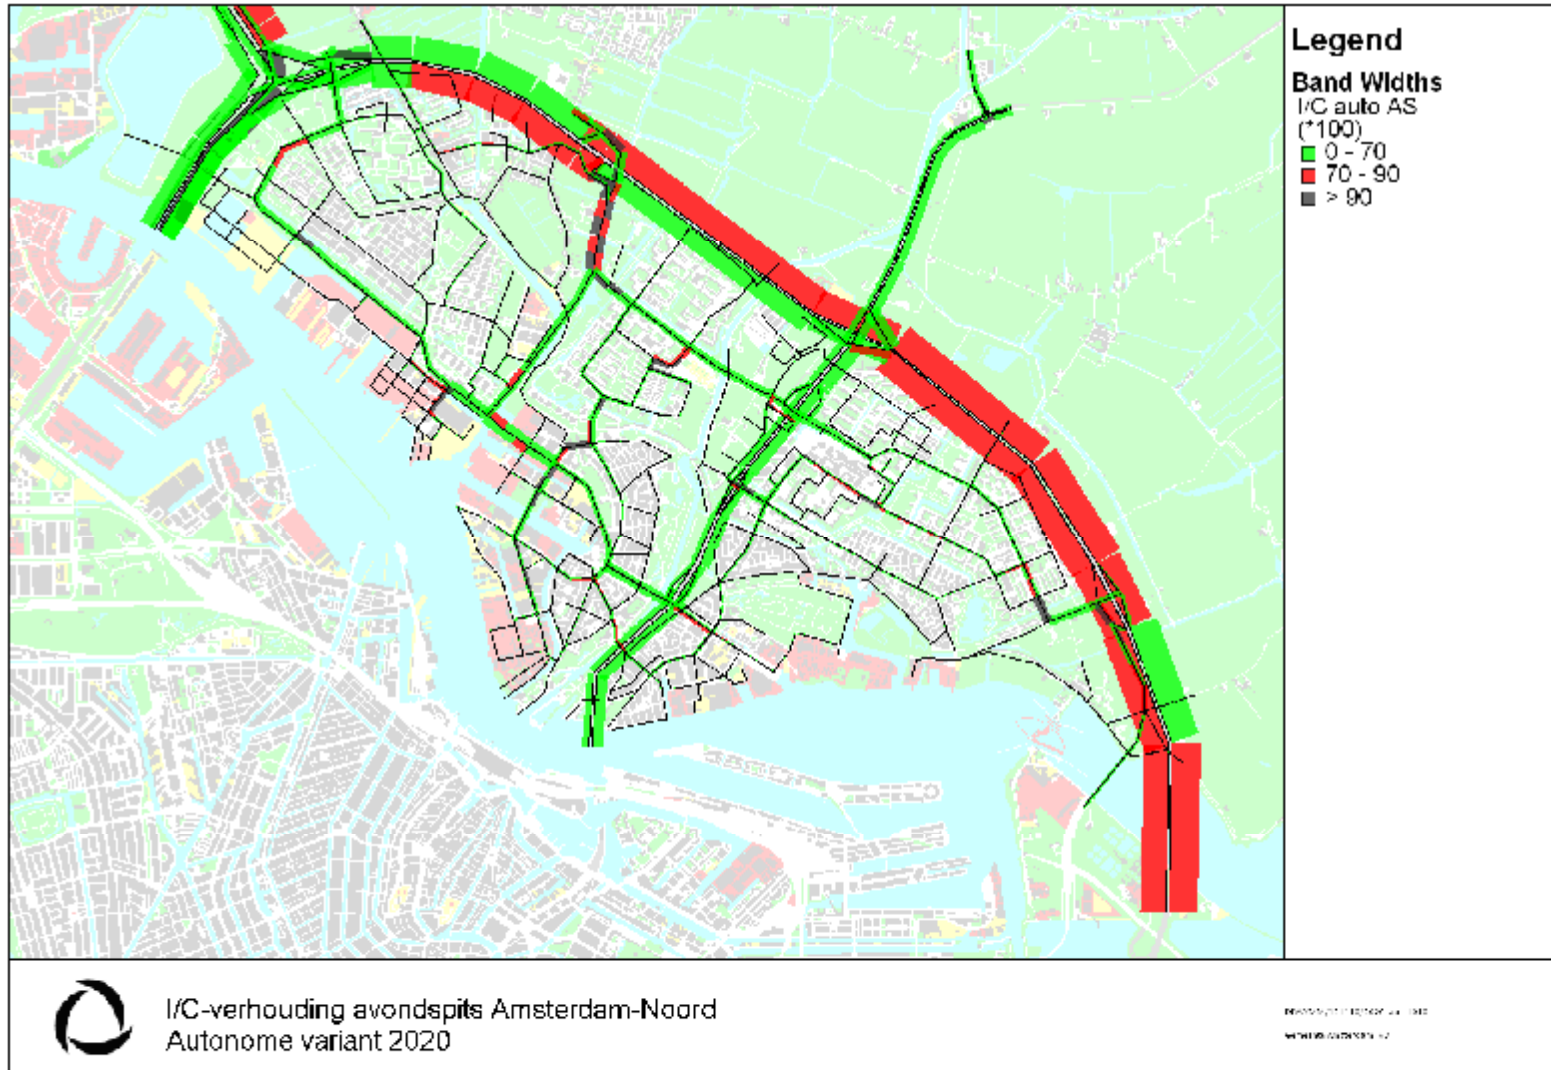 Legend
Band Widths
I/C auto AS
(*100)
0 - 70
70 - 90
> 90
I/C-verhouding avondspits Amsterdam-Noord
Autonome variant 2020